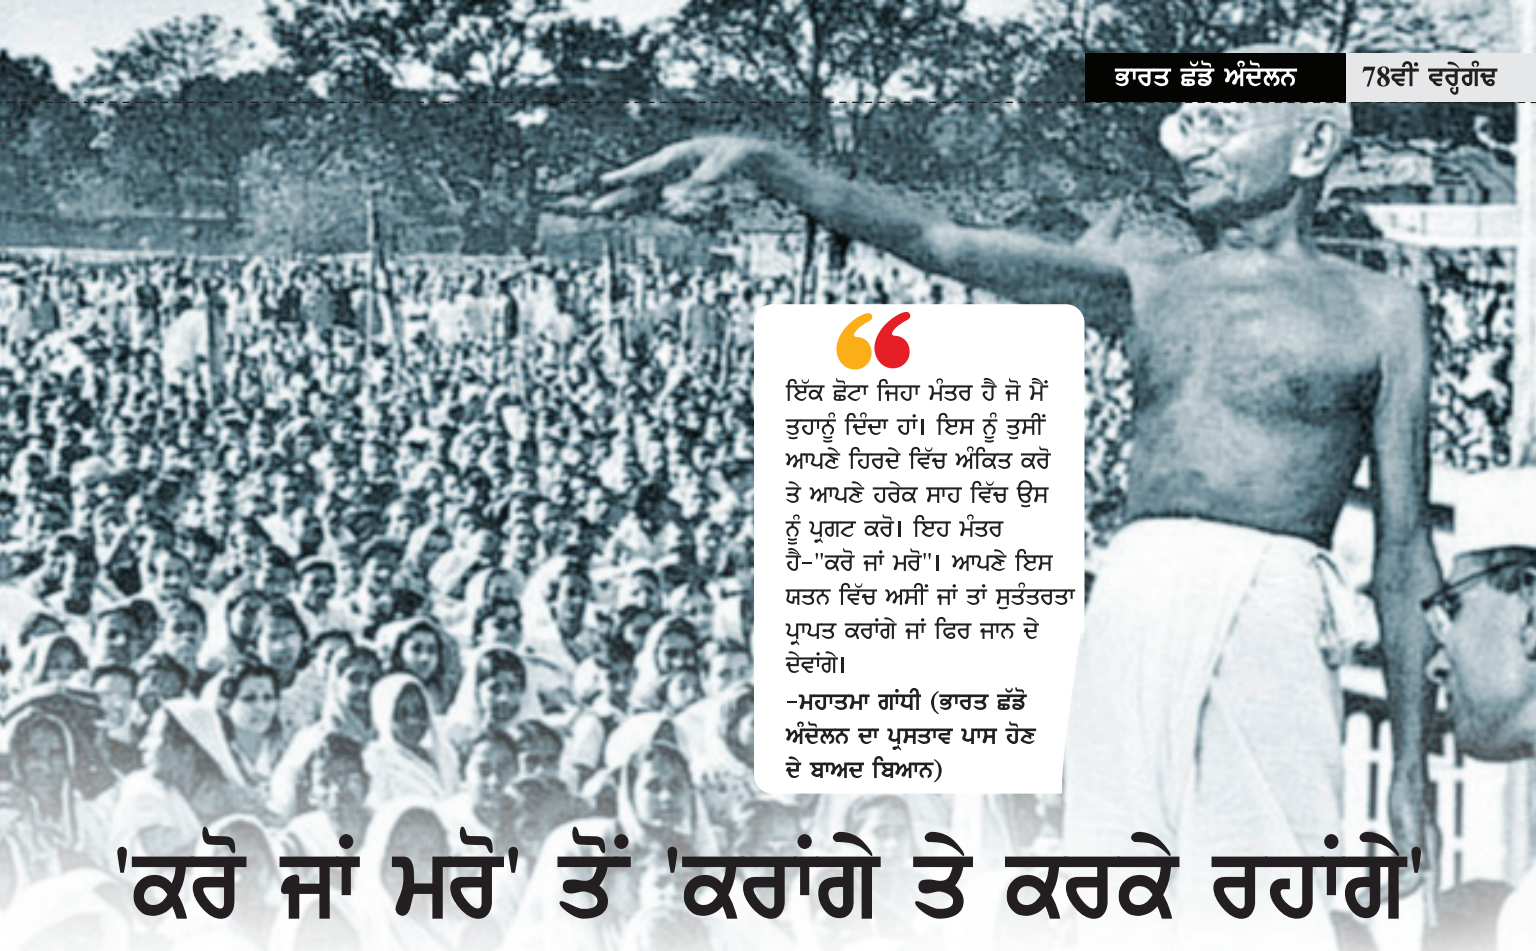 ਭਾਰਤ ਛੱਡੋ ਅੰਦੋਲਨ 78ਵੀਂ ਵਰ੍ਹੇਗੰਢ
ਇੱਕ ਛੋਟਾ ਜਿਹਾ ਮੰਤਰ ਹੈ ਜੋ ਮੈਂ
ਤੁਹਾਨੂੰ ਦਿੰਦਾ ਹਾਂ। ਇਸ ਨੂੰ ਤੁਸੀਂ
ਆਪਣੇ ਹਿਰਦੇ ਵਿੱਚ ਅੰਕਿਤ ਕਰੋ
ਤੇ ਆਪਣੇ ਹਰੇਕ ਸਾਹ ਵਿੱਚ ਉਸ
ਨੂੰ ਪ੍ਰਗਟ ਕਰੋ। ਇਹ ਮੰਤਰ
ਹੈ-"ਕਰੋ ਜਾਂ ਮਰੋ"। ਆਪਣੇ ਇਸ
ਯਤਨ ਵਿੱਚ ਅਸੀਂ ਜਾਂ ਤਾਂ ਸੁਤੰਤਰਤਾ
ਪ੍ਰਾਪਤ ਕਰਾਂਗੇ ਜਾਂ ਫਿਰ ਜਾਨ ਦੇ
ਦੇਵਾਂਗੇ।
-ਮਹਾਤਮਾ ਗਾਂਧੀ (ਭਾਰਤ ਛੱਡੋ
ਅੰਦੋਲਨ ਦਾ ਪ੍ਰਸਤਾਵ ਪਾਸ ਹੋਣ
ਦੇ ਬਾਅਦ ਬਿਆਨ)
'ਕਰੋ ਜਾਂ ਮਰੋ' ਤੋਂ 'ਕਰਾਂਗੇ ਤੇ ਕਰਕੇ ਰਹਾਂਗੇ'